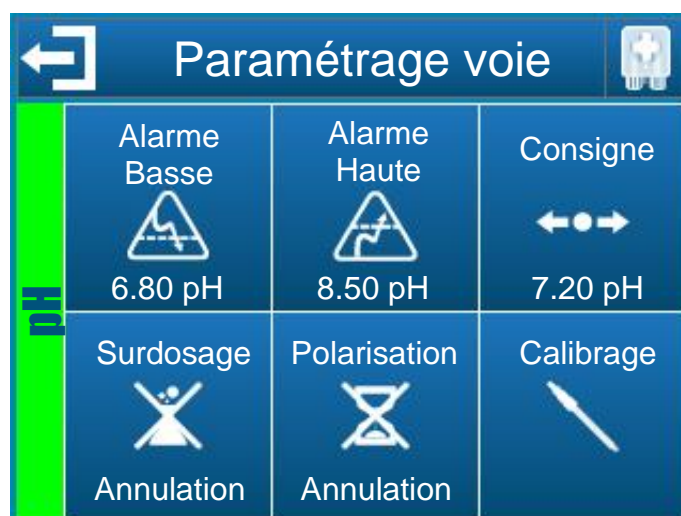 Paramétrage voie
Alarme
Basse
6.80 pH
Alarme
Haute
8.50 pH
Consigne
7.20 pH
pH
Surdosage
Annulation
Polarisation
Annulation
Calibrage